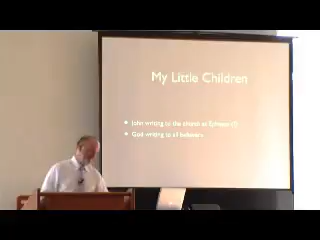 My Little Children
John writing to the church at Ephesus (?)
God writing to all believers